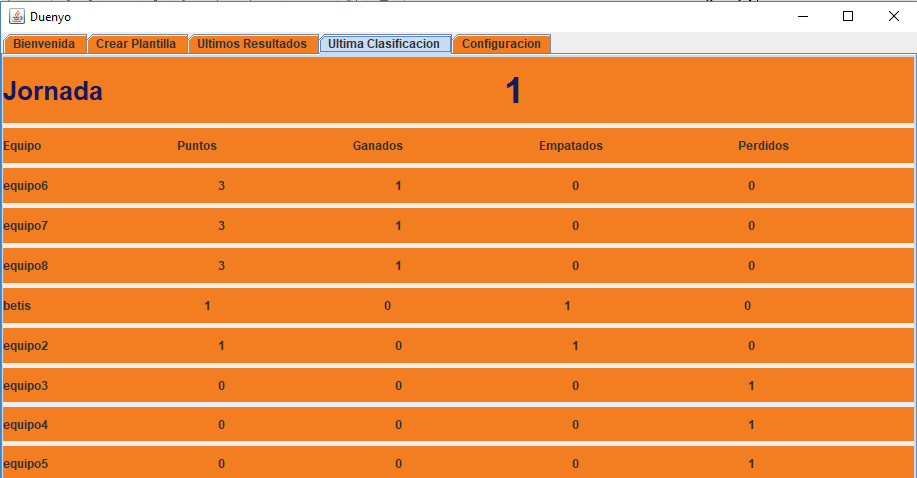 Duenyo
Bienvenida Crear Plantilla Ultimos Resultados Ultima Clasificacion Configuracion
Jornada 1
Equipo Puntos Ganados Empatados Perdidos
equipo6 3 1 0 0
equipo7 3 1 0 0
equipo8 3 1 0 0
betis 1 0 1 0
equipo2 1 0 1 0
equipo3 0 0 0 1
equipo4 0 0 0 1
equipo5 0 0 0 1